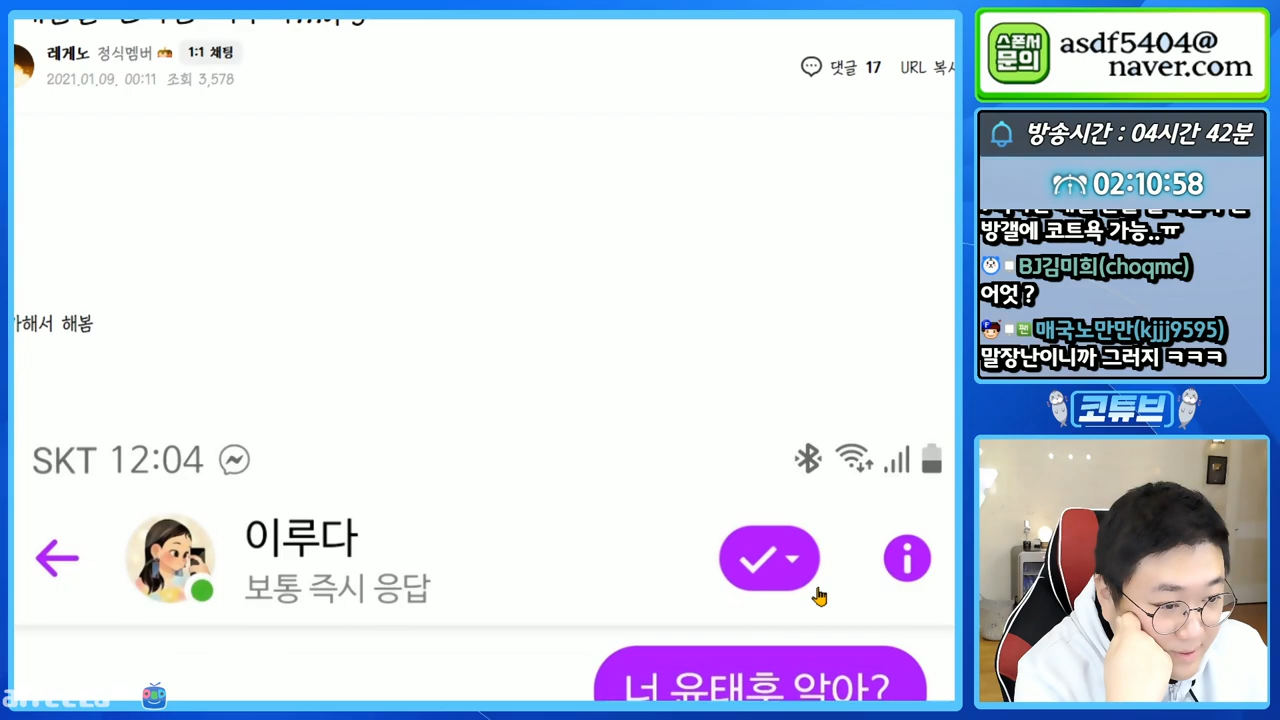 레게노 정식멤버 1:1 채팅
2021.01.09. 00:11 조회 3,578
댓글 17 URL 복사
해서 해봄
SKT 12:04
이루다
보통 즉시 응답
너 윤태훈 알아?
스폰서
문의
asdf5404@
naver.com
방송시간 : 04시간 42분
02:10:58
방갤에 코트욕 가능..ㅠ
BJ김미희(choqmc)
어엇 ?
팬 매국노만만(kjjj9595)
말장난이니까 그러지 ㅋㅋㅋ
코튜브